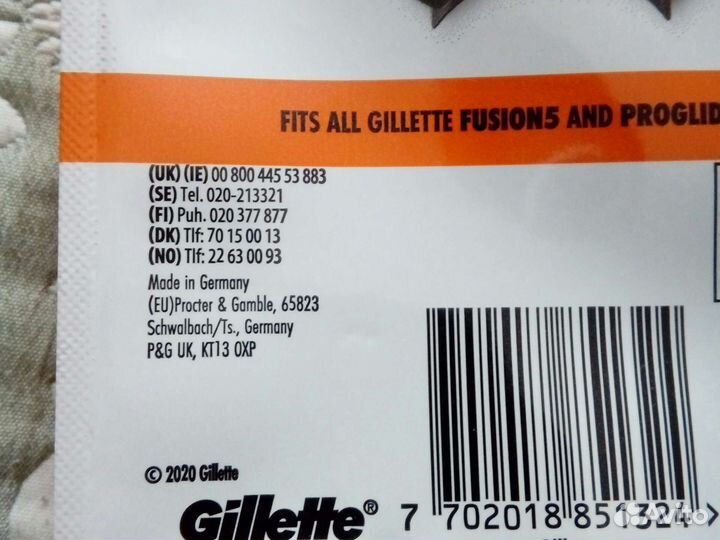 FITS ALL GILLETTE FUSION5 AND PROGLID
(UK) (IE) 00 800 445 53 883
(SE) Tel. 020-213321
(FI) Puh. 020 377 877
(DK) Tlf: 70 15 00 13
(NO) Tlf: 22 63 00 93
Made in Germany
(EU)Procter & Gamble, 65823
Schwalbach/Ts., Germany
P&G UK, KT13 0XP
© 2020 Gillette
Gillette®
7 702018 851324 >
Avito